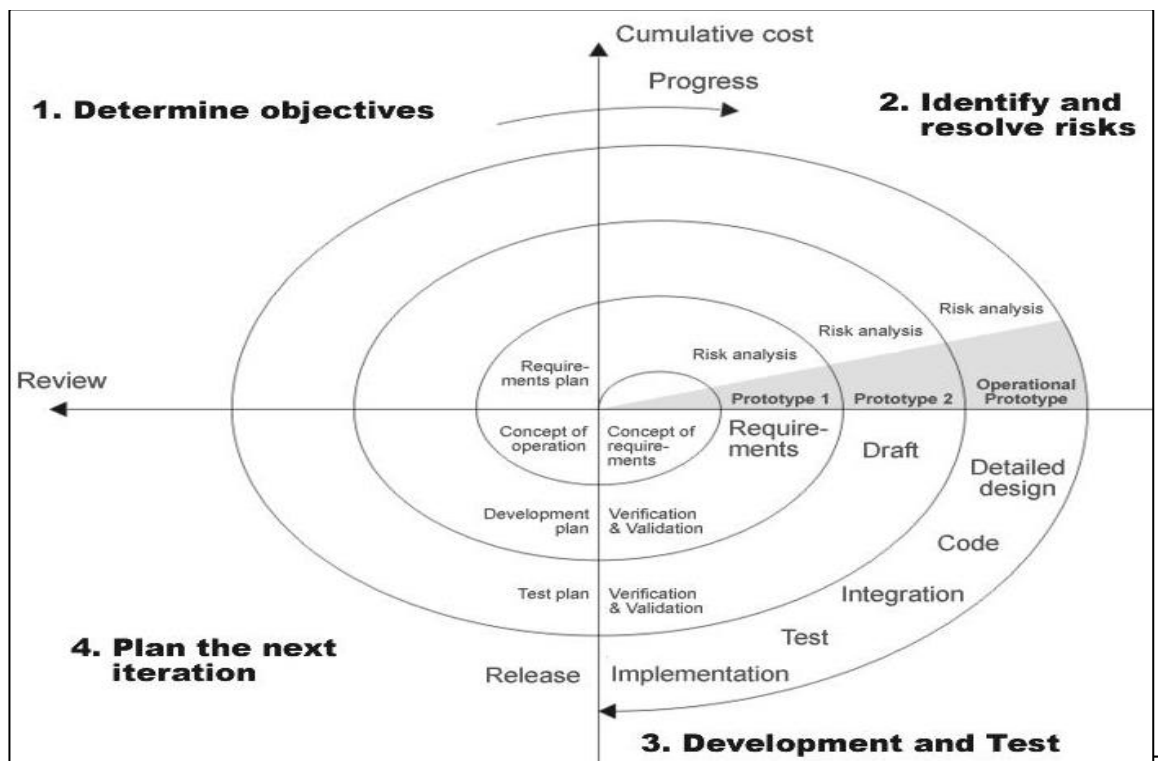 Cumulative cost
Progress
1. Determine objectives
2. Identify and
resolve risks
Risk analysis
Risk analysis
Risk analysis
Require-
ments plan
Review
Prototype 1
Prototype 2
Operational
Prototype
Concept of
operation
Concept of
require-
ments
Require-
ments
Draft
Detailed
design
Development
plan
Verification
& Validation
Code
Test plan
Verification
& Validation
Integration
Test
4. Plan the next
iteration
Release
Implementation
3. Development and Test